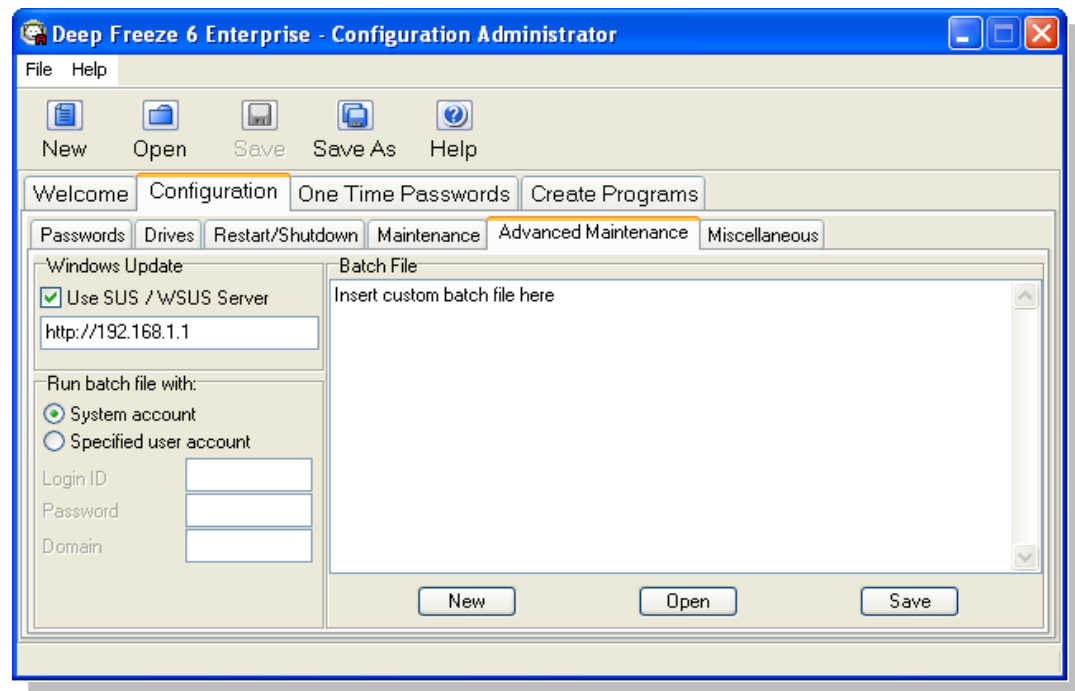 Deep Freeze 6 Enterprise - Configuration Administrator
File Help
New Open Save Save As Help
Welcome Configuration One Time Passwords Create Programs
Passwords Drives Restart/Shutdown Maintenance Advanced Maintenance Miscellaneous
Windows Update
Use SUS / WSUS Server
http://192.168.1.1
Run batch file with:
System account
Specified user account
Login ID
Password
Domain
Batch File
Insert custom batch file here
New Open Save